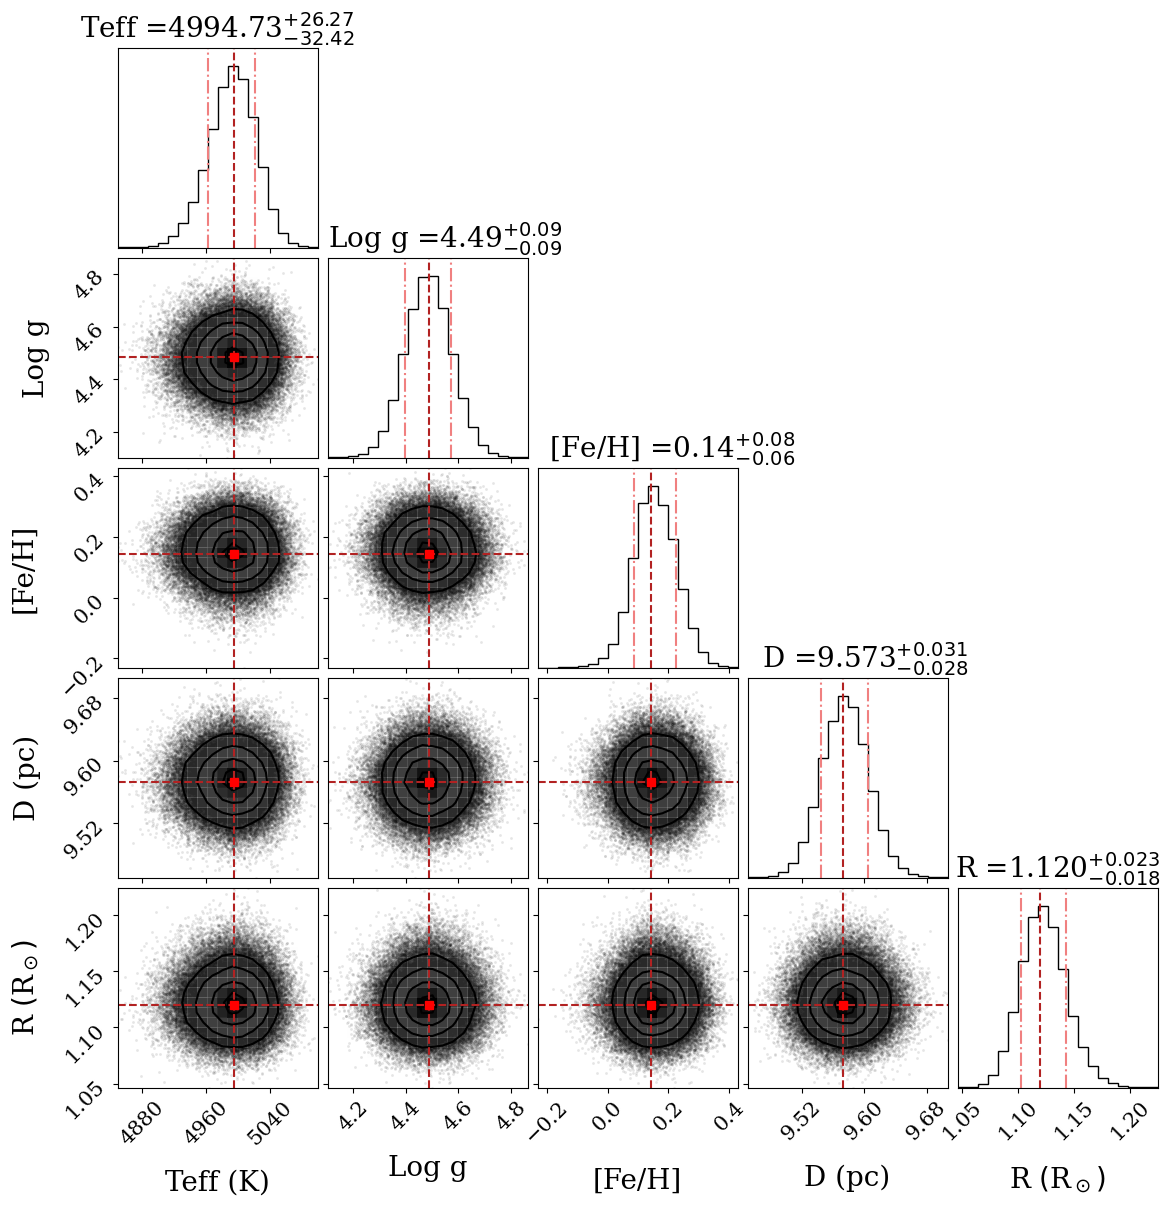 Teff =4994.73+26.27−32.42
Log g =4.49+0.09−0.09
[Fe/H] =0.14+0.08−0.06
D =9.573+0.031−0.028
R =1.120+0.023−0.018
Log g
4.8
4.6
4.4
4.2
[Fe/H]
0.4
0.2
0.0
−0.2
D (pc)
9.68
9.60
9.52
R (R⊙)
1.20
1.15
1.10
1.05
4880 4960 5040
Teff (K)
4.2 4.4 4.6 4.8
Log g
−0.2 0.0 0.2 0.4
[Fe/H]
9.52 9.60 9.68
D (pc)
1.05 1.10 1.15 1.20
R (R⊙)